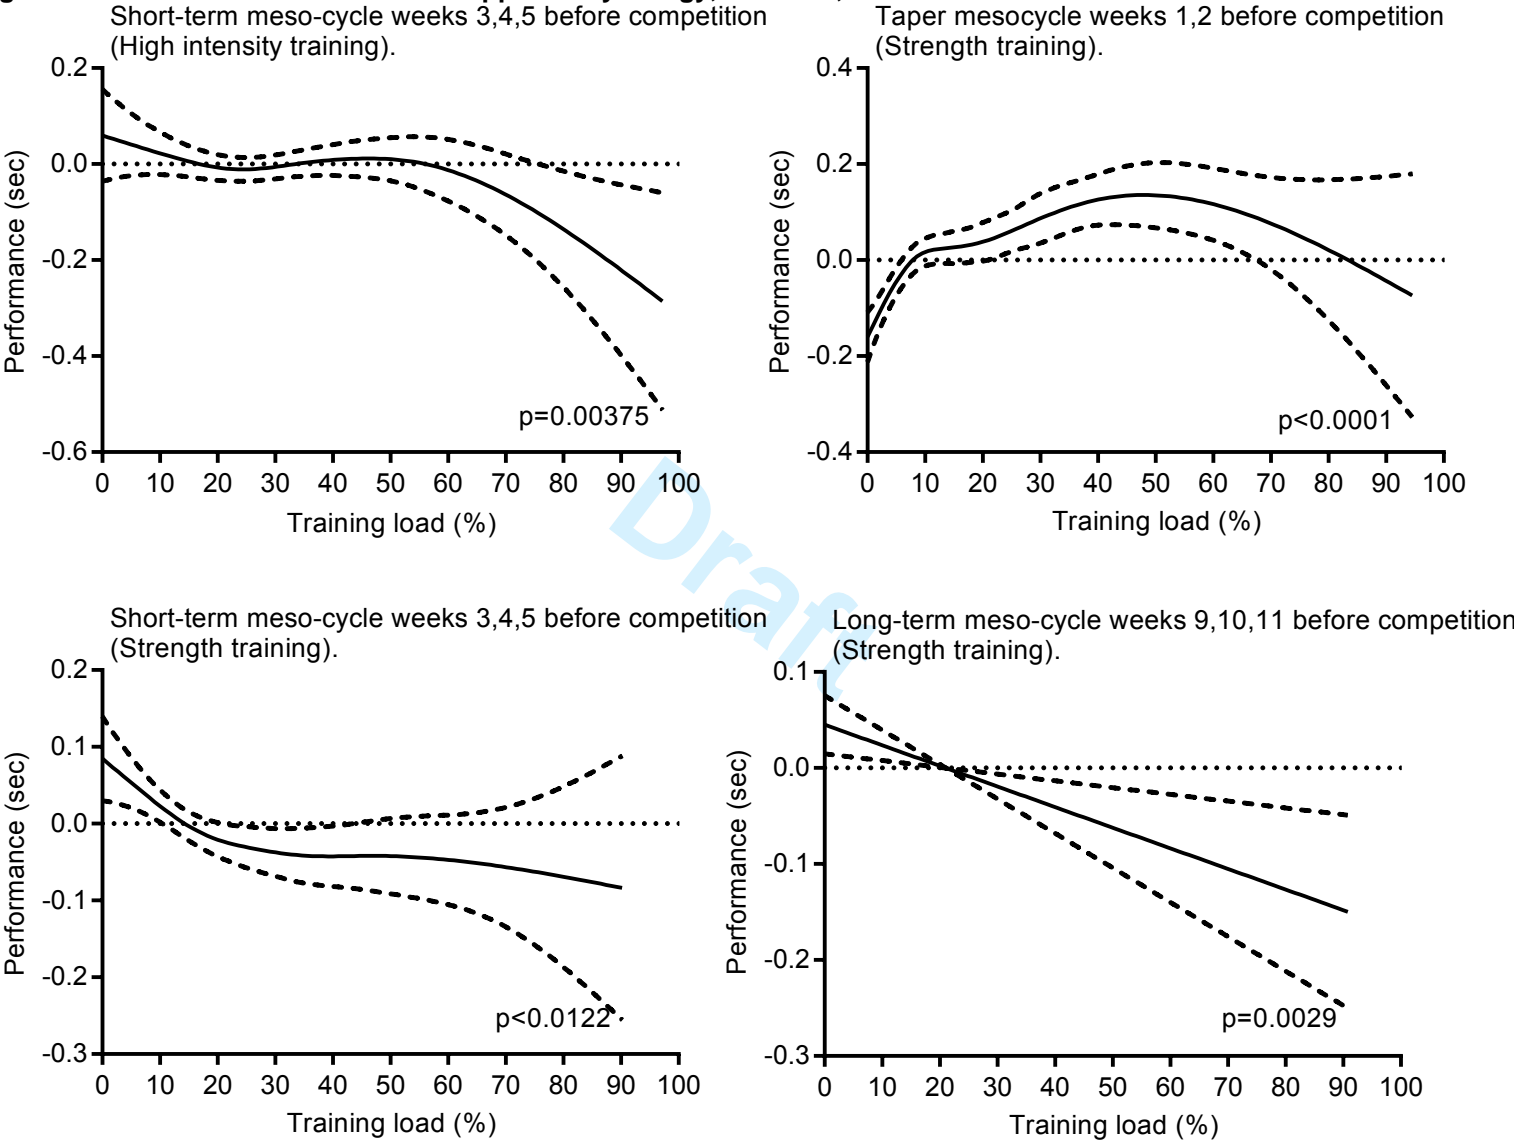 Short-term meso-cycle weeks 3,4,5 before competition
(High intensity training).
0.2
0.0
-0.2
-0.4
-0.6
Performance (sec)
p=0.00375
0 10 20 30 40 50 60 70 80 90 100
Training load (%)
Taper mesocycle weeks 1,2 before competition
(Strength training).
0.4
0.2
0.0
-0.2
-0.4
Performance (sec)
p<0.0001
0 10 20 30 40 50 60 70 80 90 100
Training load (%)
Draft
Short-term meso-cycle weeks 3,4,5 before competition
(Strength training).
0.2
0.1
0.0
-0.1
-0.2
-0.3
Performance (sec)
p<0.0122
0 10 20 30 40 50 60 70 80 90 100
Training load (%)
Long-term meso-cycle weeks 9,10,11 before competition
(Strength training).
0.1
0.0
-0.1
-0.2
-0.3
Performance (sec)
p=0.0029
0 10 20 30 40 50 60 70 80 90 100
Training load (%)